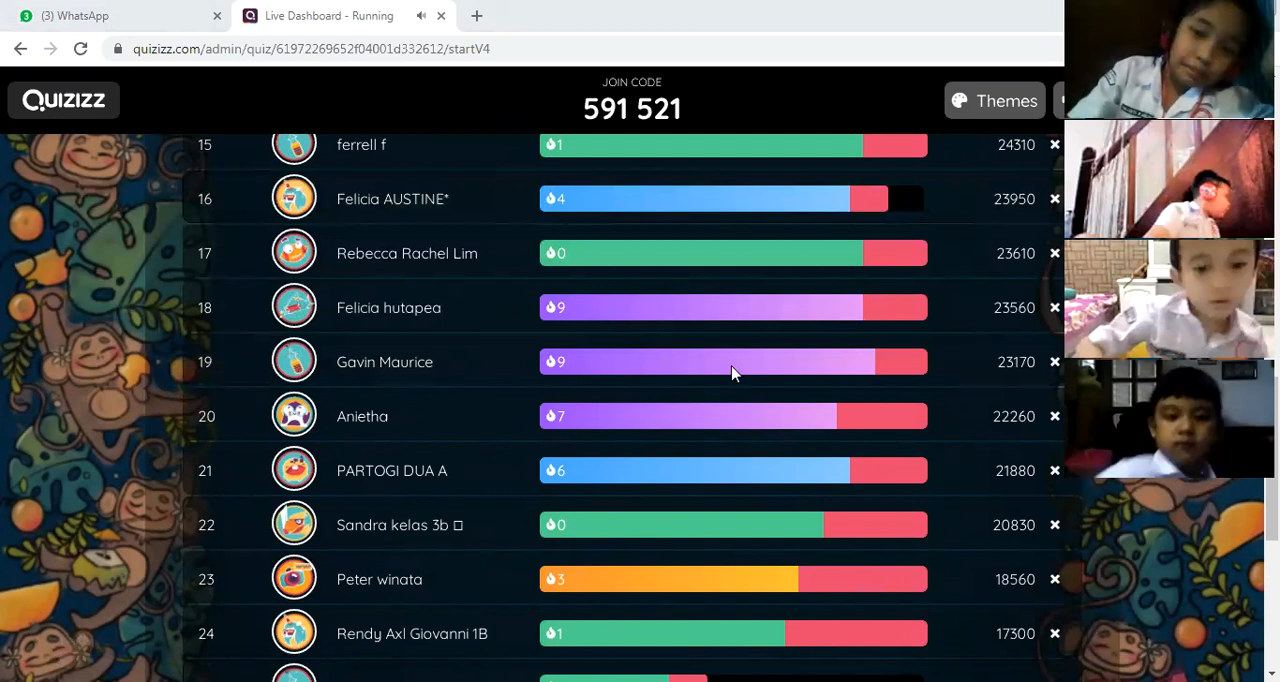 (3) WhatsApp
Live Dashboard - Running
quizizz.com/admin/quiz/61972269652f04001d332612/startV4
QUIZIZZ
JOIN CODE
591 521
Themes
15 ferrell f 1 24310
16 Felicia AUSTINE* 4 23950
17 Rebecca Rachel Lim 0 23610
18 Felicia hutapea 9 23560
19 Gavin Maurice 9 23170
20 Anietha 7 22260
21 PARTOGI DUA A 6 21880
22 Sandra kelas 3b □ 0 20830
23 Peter winata 3 18560
24 Rendy Axl Giovanni 1B 1 17300